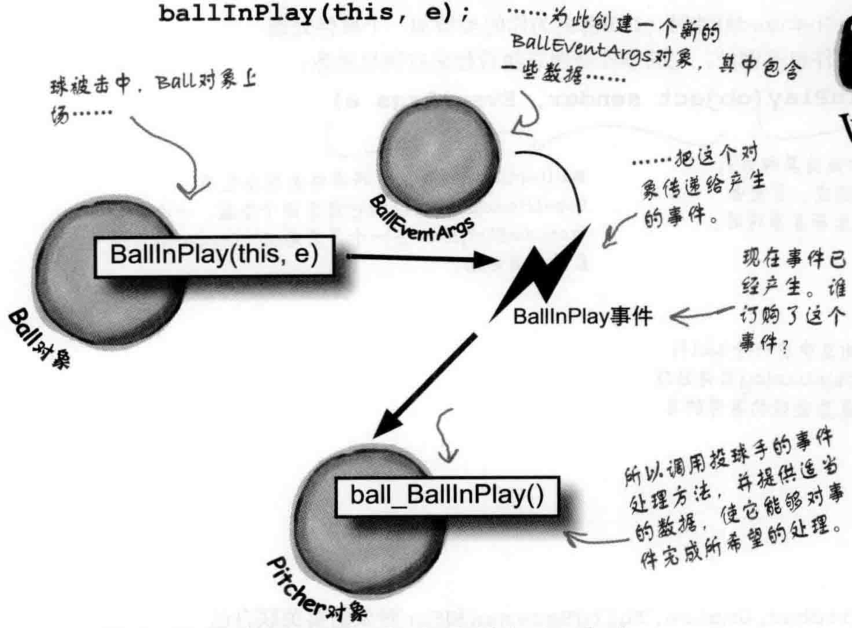 ballInPlay(this, e);
……为此创建一个新的
BallEventArgs对象 其中包含
一些数据……
球被击中，Ball对象上
场……
……把这个对
象传递给产生
的事件。
BallEventArgs
BallInPlay(this, e)
Ball对象
BallInPlay事件
现在事件已
经产生。谁
订购了这个
事件？
ball_BallInPlay()
Pitcher对象
所以调用投球手的事件
处理方法，并提供适当
的数据，使它能够对事
件完成所希望的处理。